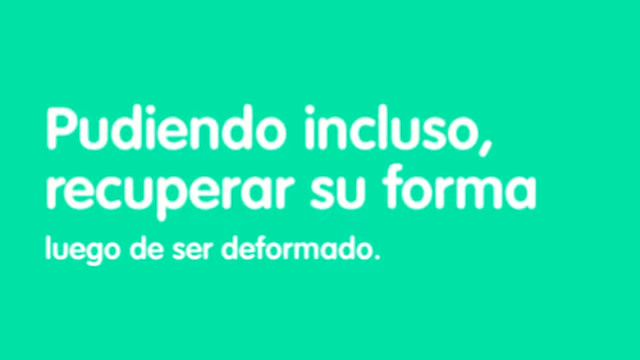 Pudiendo incluso,
recuperar su forma
luego de ser deformado.